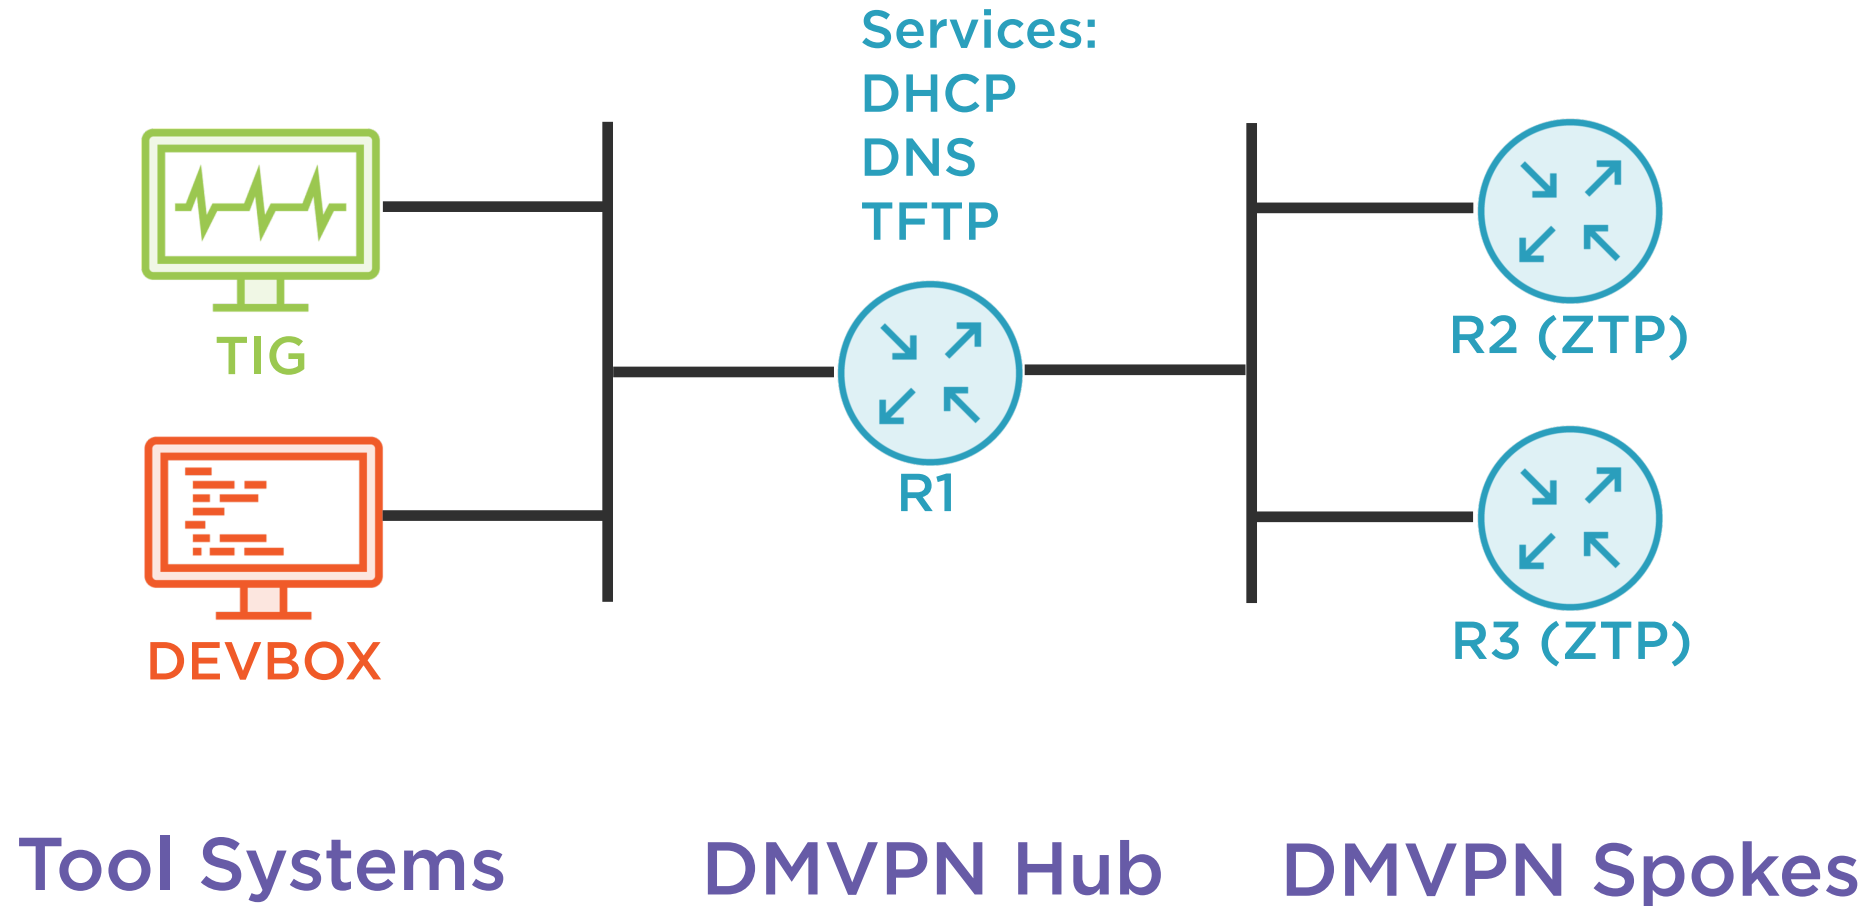 Services:
DHCP
DNS
TFTP
TIG
DEVBOX
R1
R2 (ZTP)
R3 (ZTP)
Tool Systems
DMVPN Hub
DMVPN Spokes